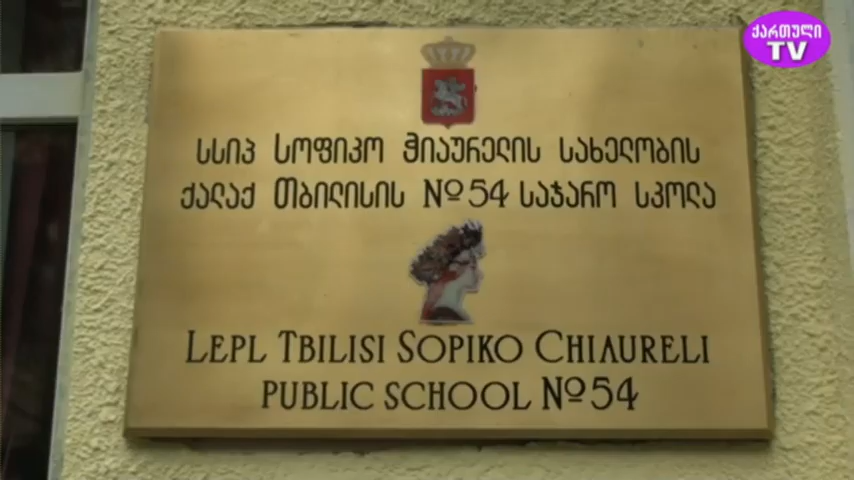 ქართული
TV
სსიპ სოფიკო ჭიაურელის სახელობის
ქალაქ თბილისის №54 საჯარო სკოლა
LEPL TBILISI SOPIKO CHIAURELI
PUBLIC SCHOOL №54